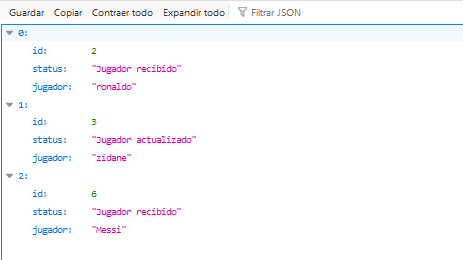 Guardar Copiar Contraer todo Expandir todo Filtrar JSON
0:
id: 2
status: "Jugador recibido"
jugador: "ronaldo"
1:
id: 3
status: "Jugador actualizado"
jugador: "zidane"
2:
id: 6
status: "Jugador recibido"
jugador: "Messi"